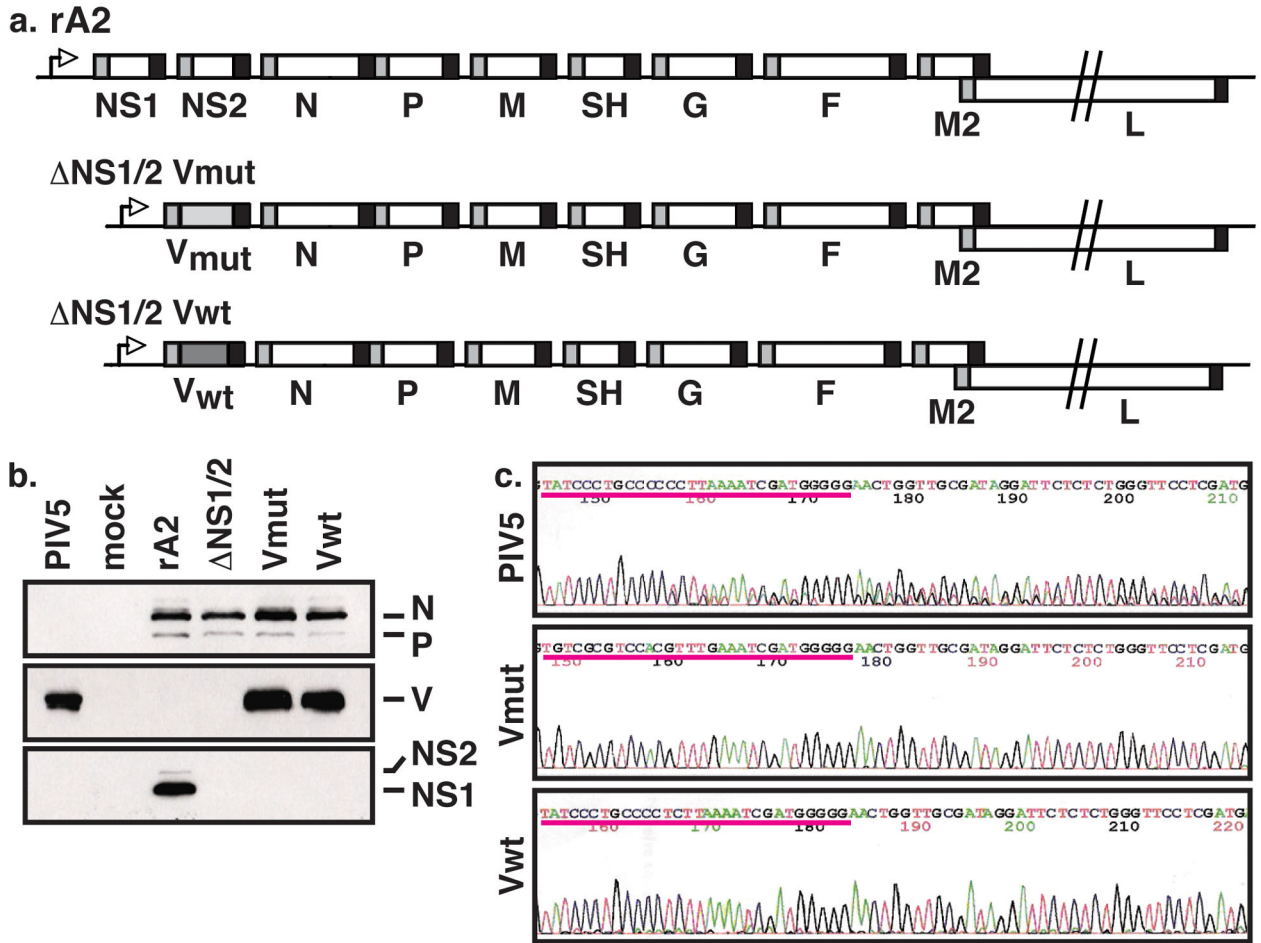 a. rA2
NS1 NS2 N P M SH G F M2 L
ΔNS1/2 Vmut
Vmut N P M SH G F M2 L
ΔNS1/2 Vwt
Vwt N P M SH G F M2 L
b.
PIV5 mock rA2 ΔNS1/2 Vmut Vwt
N
P
V
NS2
NS1
c.
PIV5
TATCCCTGCCCCCCTTAAAATCGATGGGGGAACTGGTTGCGATAGGATTCTCTCTGGGTTCCTCGATG
150 160 170 180 190 200 210
Vmut
GTGTCGCGTCCACGTTTGAAATCGATGGGGGAACTGGTTGCGATAGGATTCTCTCTGGGTTCCTCGATG
150 160 170 180 190 200 210
Vwt
TATCCCTGCCCCTCTTAAAATCGATGGGGGAACTGGTTGCGATAGGATTCTCTCTGGGTTCCTCGATG
160 170 180 190 200 210 220